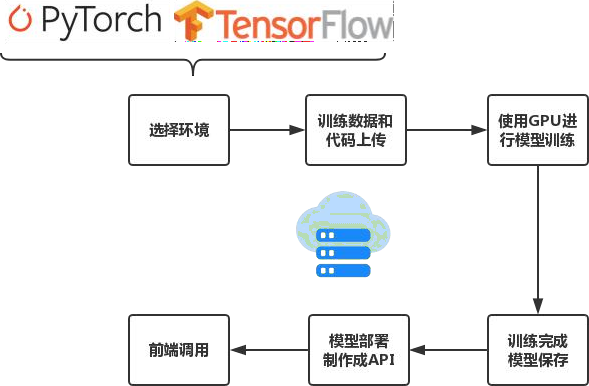 PyTorch TensorFlow
选择环境
训练数据和
代码上传
使用GPU进
行模型训练
训练完成
模型保存
模型部署
制作成API
前端调用